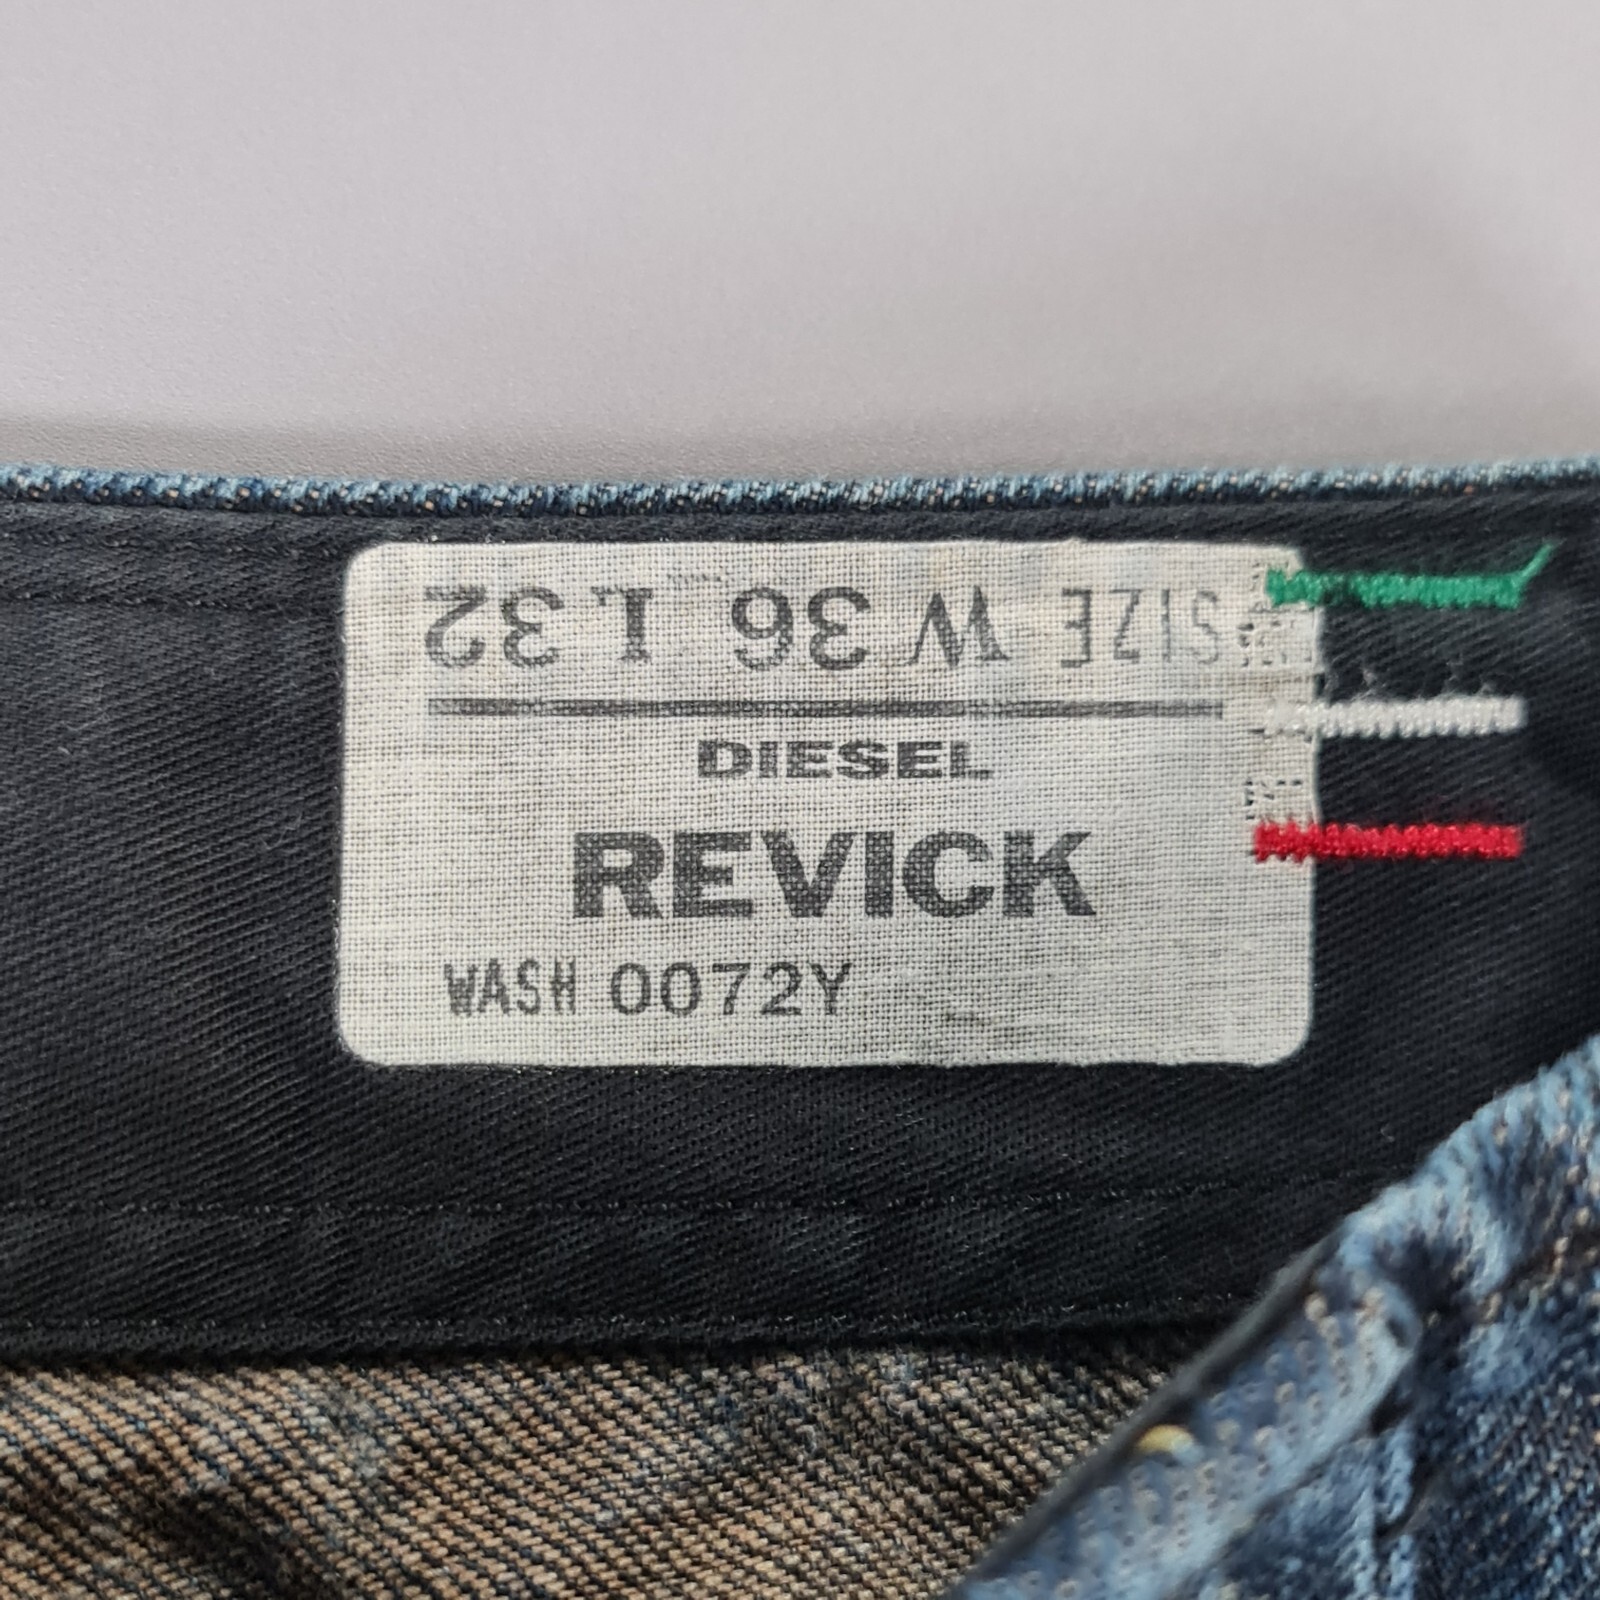 SIZE W 36 L 32
DIESEL
REVICK
WASH 0072Y